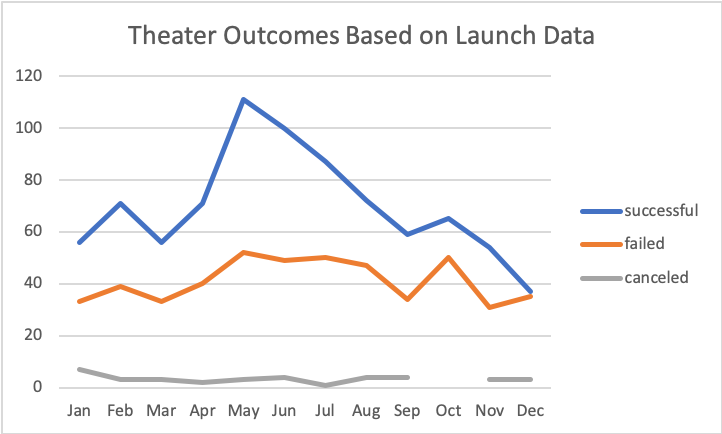 Theater Outcomes Based on Launch Data
120
100
80
60
40
20
0
Jan Feb Mar Apr May Jun Jul Aug Sep Oct Nov Dec
successful
failed
canceled